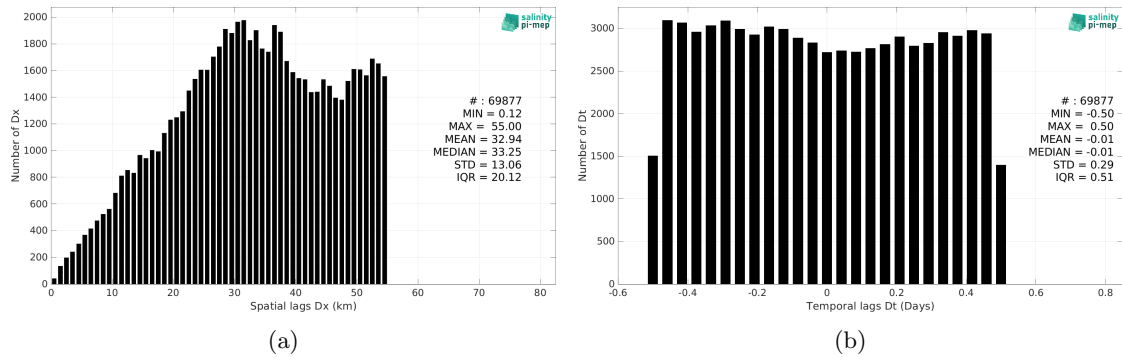 2000
1800
1600
1400
1200
1000
800
600
400
200
0
Number of Dx
salinity
pi-mep
# : 69877
MIN = 0.12
MAX = 55.00
MEAN = 32.94
MEDIAN = 33.25
STD = 13.06
IQR = 20.12
0 10 20 30 40 50 60 70 80
Spatial lags Dx (km)
(a)
3000
2500
2000
1500
1000
500
0
Number of Dt
salinity
pi-mep
# : 69877
MIN = -0.50
MAX = 0.50
MEAN = -0.01
MEDIAN = -0.01
STD = 0.29
IQR = 0.51
-0.6 -0.4 -0.2 0 0.2 0.4 0.6 0.8
Temporal lags Dt (Days)
(b)